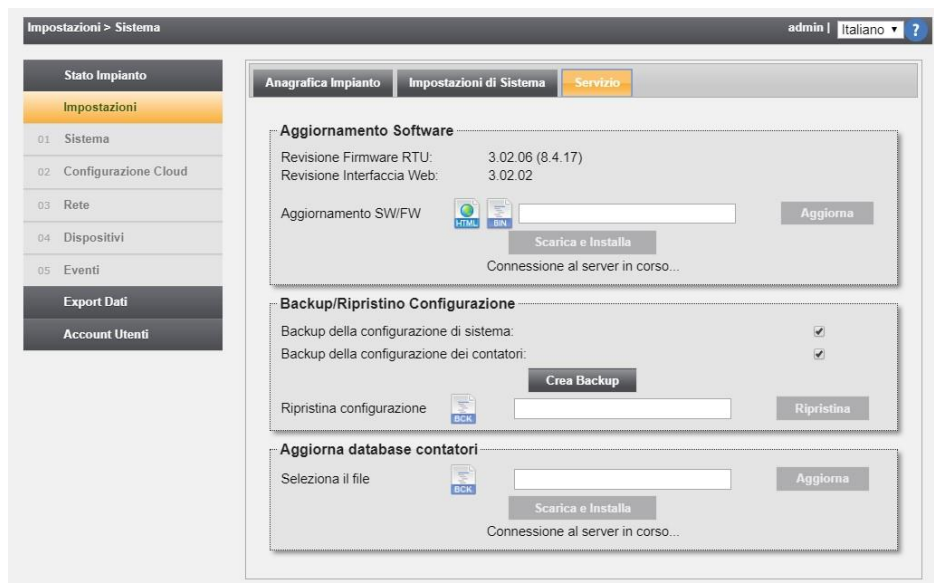 Impostazioni > Sistema admin | Italiano ?
Stato Impianto
Impostazioni
01 Sistema
02 Configurazione Cloud
03 Rete
04 Dispositivi
05 Eventi
Export Dati
Account Utenti
Anagrafica Impianto Impostazioni di Sistema Servizio
Aggiornamento Software
Revisione Firmware RTU: 3.02.06 (8.4.17)
Revisione Interfaccia Web: 3.02.02
Aggiornamento SW/FW HTML BIN Aggiorna
Scarica e Installa
Connessione al server in corso...
Backup/Ripristino Configurazione
Backup della configurazione di sistema:
Backup della configurazione dei contatori:
Crea Backup
Ripristina configurazione BCK Ripristina
Aggiorna database contatori
Seleziona il file BCK Aggiorna
Scarica e Installa
Connessione al server in corso...